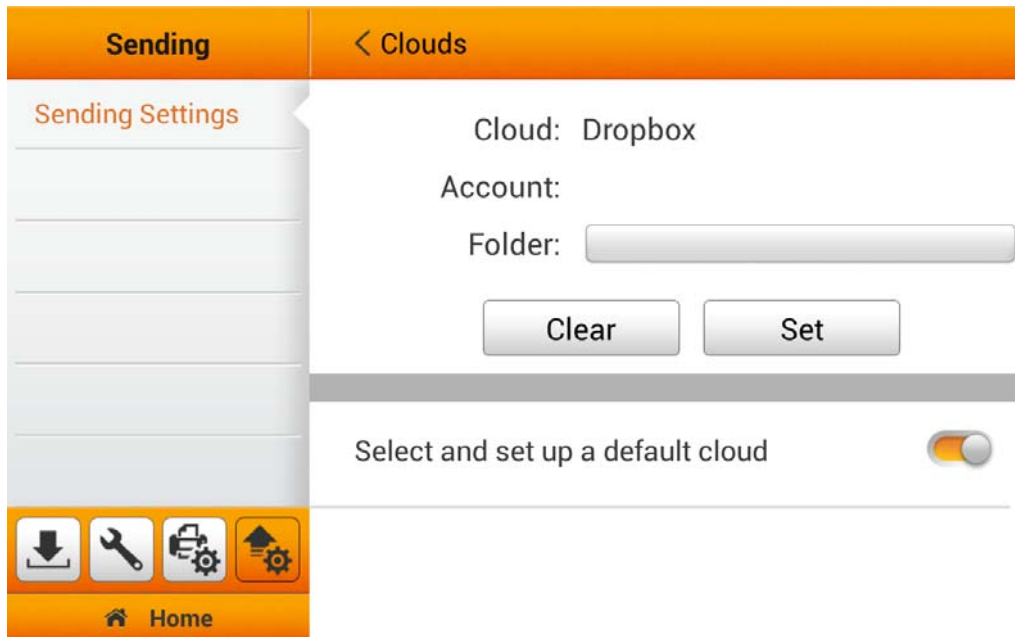 Sending
Clouds
Sending Settings
Cloud: Dropbox
Account:
Folder:
Clear
Set
Select and set up a default cloud
Home